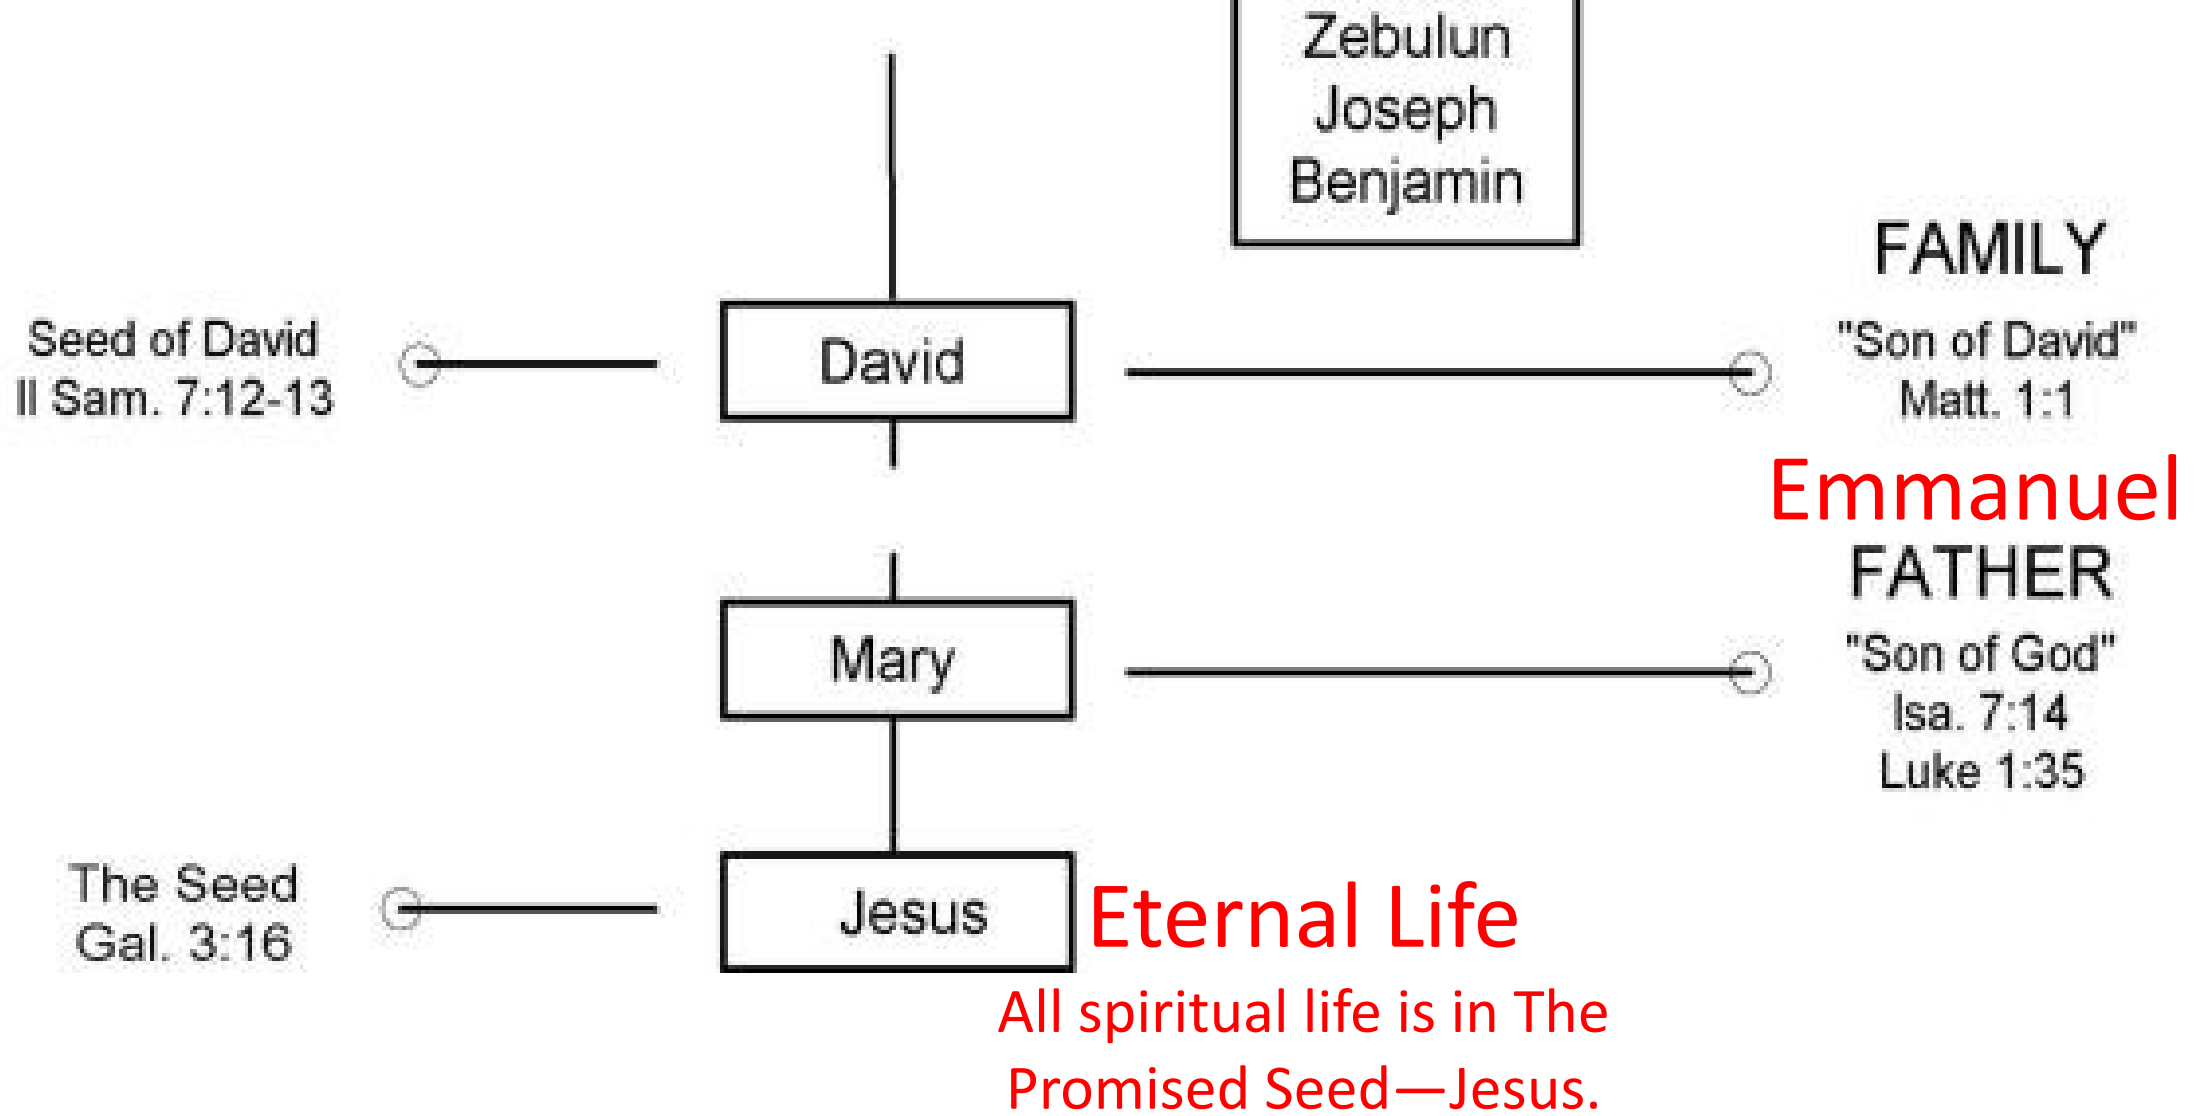 Zebulun
Joseph
Benjamin
FAMILY
Seed of David
II Sam. 7:12-13
David
"Son of David"
Matt. 1:1
Emmanuel
FATHER
Mary
"Son of God"
Isa. 7:14
Luke 1:35
The Seed
Gal. 3:16
Jesus
Eternal Life
All spiritual life is in The
Promised Seed—Jesus.